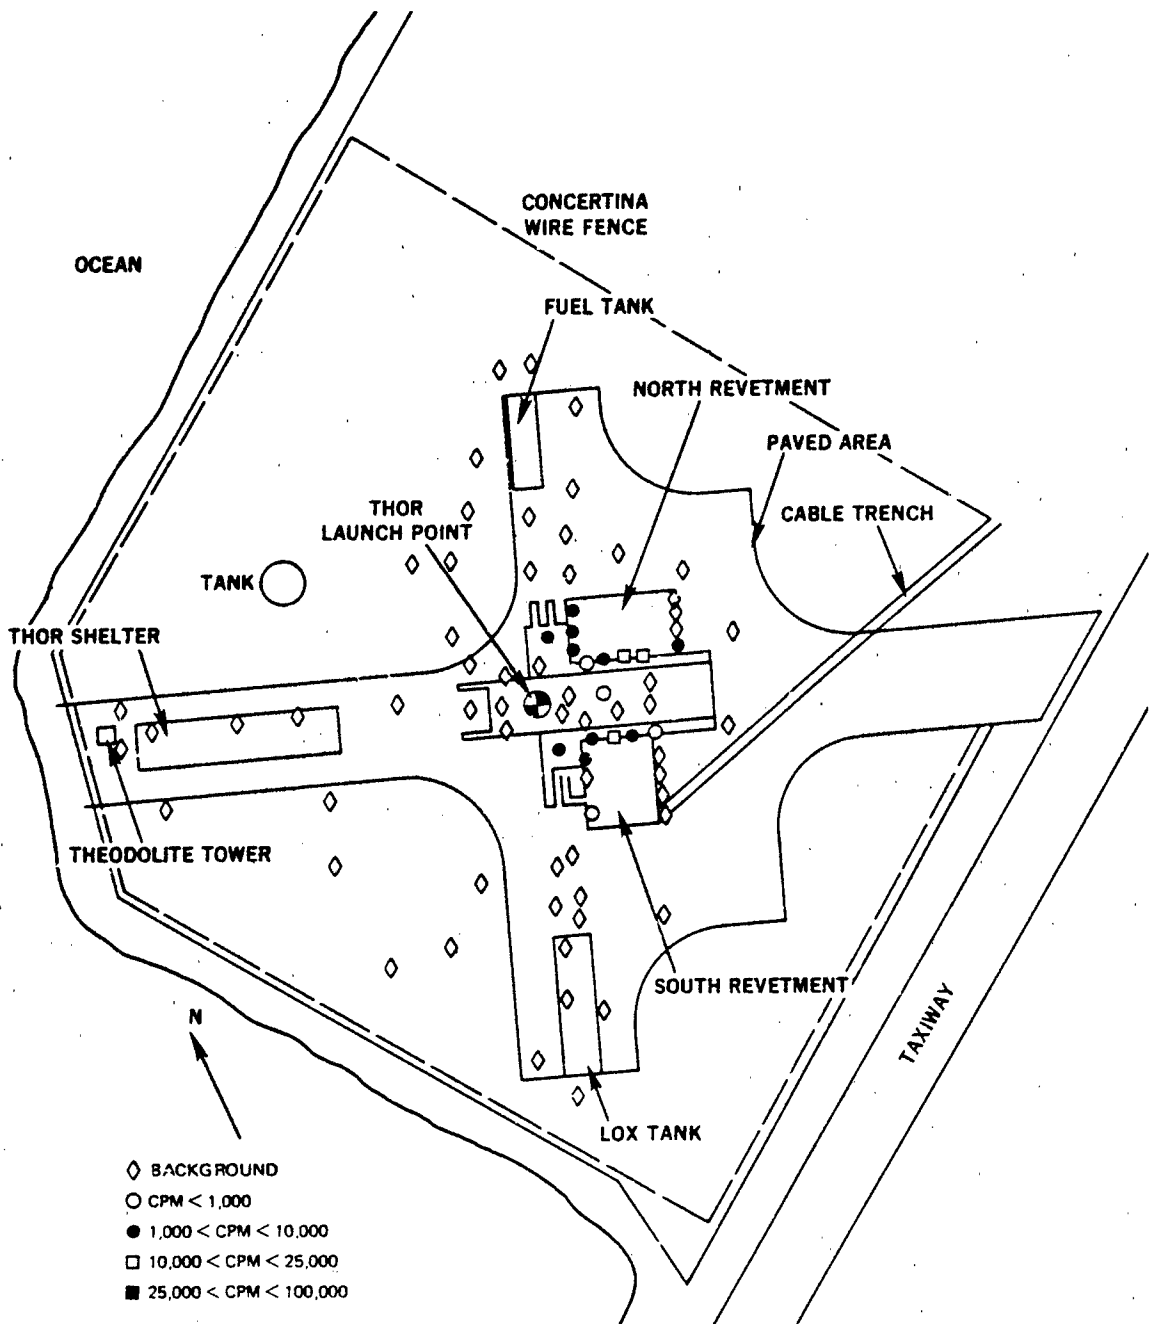 CONCERTINA
WIRE FENCE
OCEAN
FUEL TANK
NORTH REVETMENT
PAVED AREA
THOR
LAUNCH POINT
CABLE TRENCH
TANK
THOR SHELTER
THEODOLITE TOWER
SOUTH REVETMENT
N
TAXIWAY
LOX TANK
BACKGROUND
CPM < 1,000
1,000 < CPM < 10,000
10,000 < CPM < 25,000
25,000 < CPM < 100,000